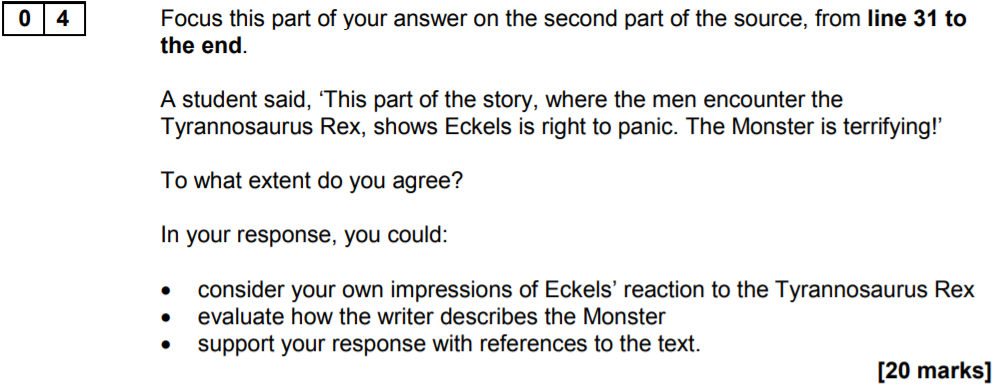 0 4 Focus this part of your answer on the second part of the source, from line 31 to
the end.
A student said, ‘This part of the story, where the men encounter the
Tyrannosaurus Rex, shows Eckels is right to panic. The Monster is terrifying!’
To what extent do you agree?
In your response, you could:
• consider your own impressions of Eckels’ reaction to the Tyrannosaurus Rex
• evaluate how the writer describes the Monster
• support your response with references to the text.
[20 marks]